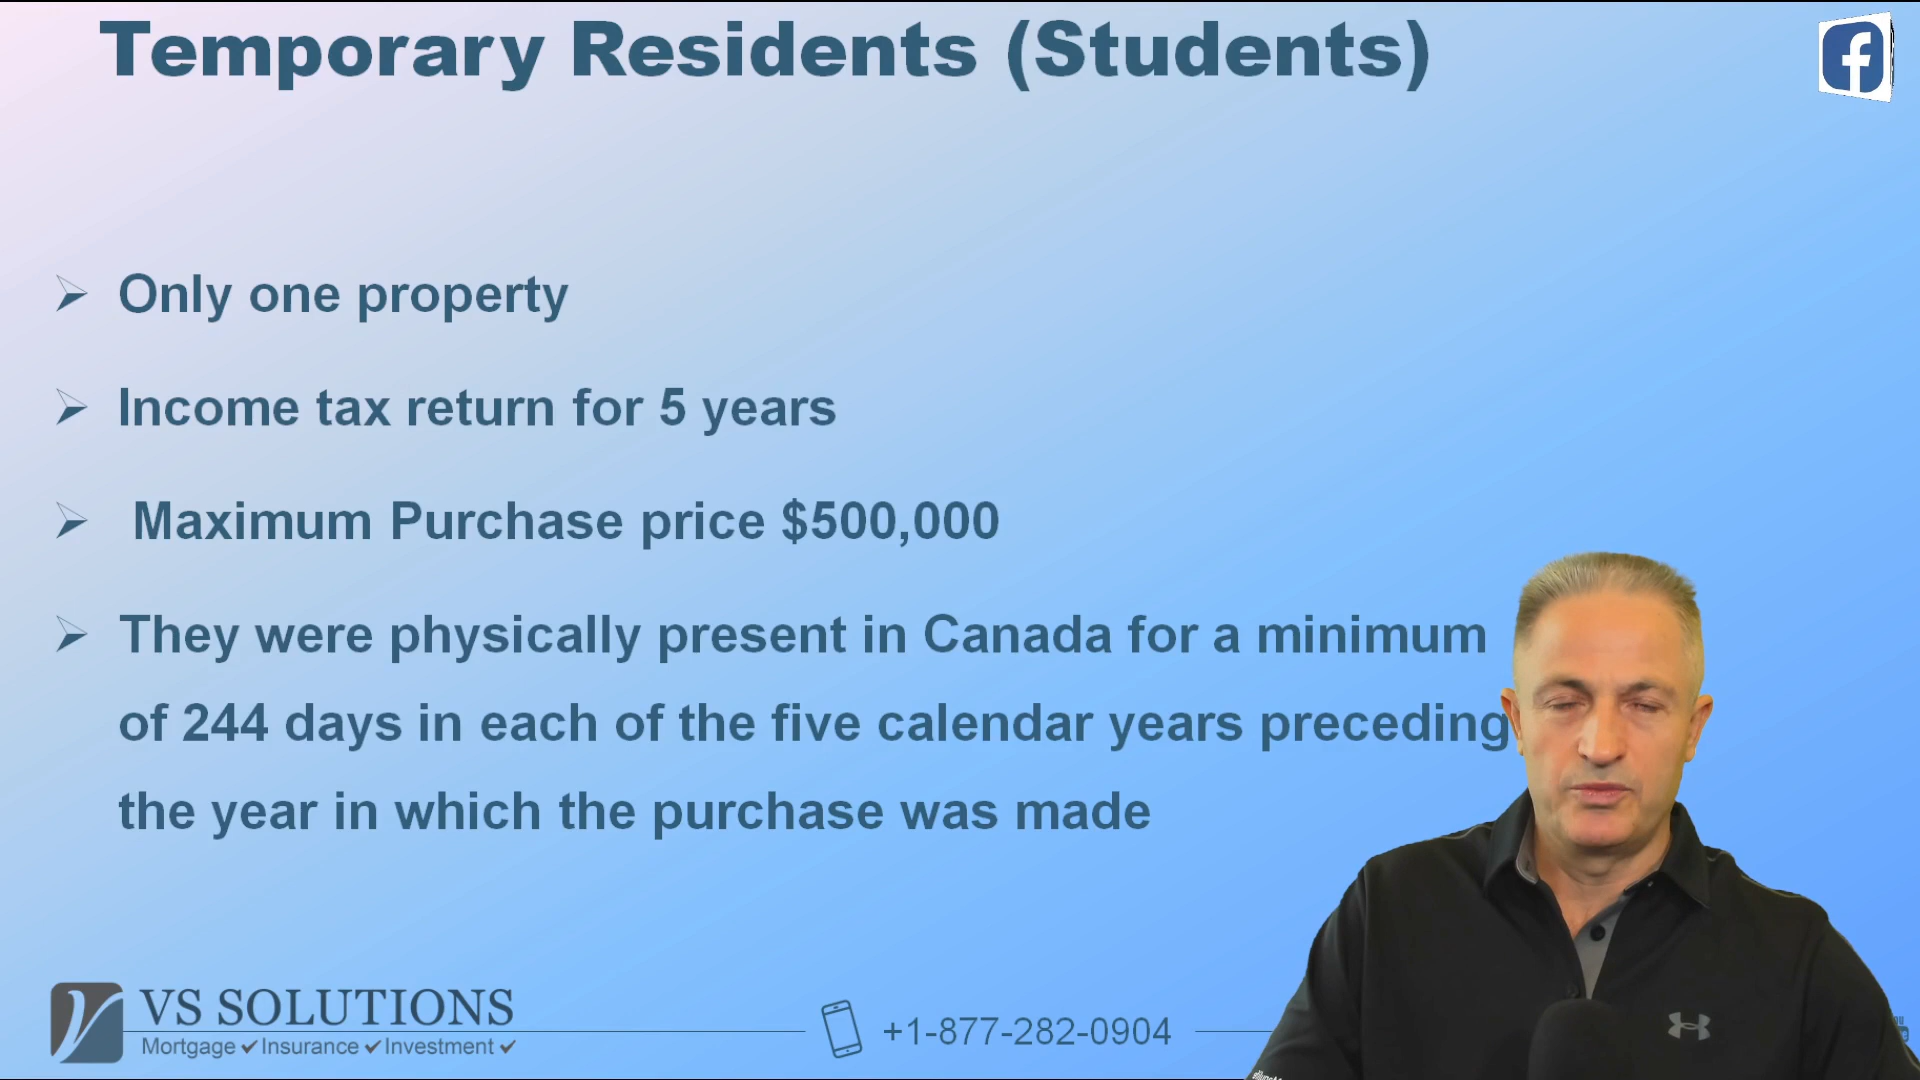 Temporary Residents (Students)
Only one property
Income tax return for 5 years
Maximum Purchase price $500,000
They were physically present in Canada for a minimum
of 244 days in each of the five calendar years preceding
the year in which the purchase was made
VS SOLUTIONS
Mortgage Insurance Investment
+1-877-282-0904